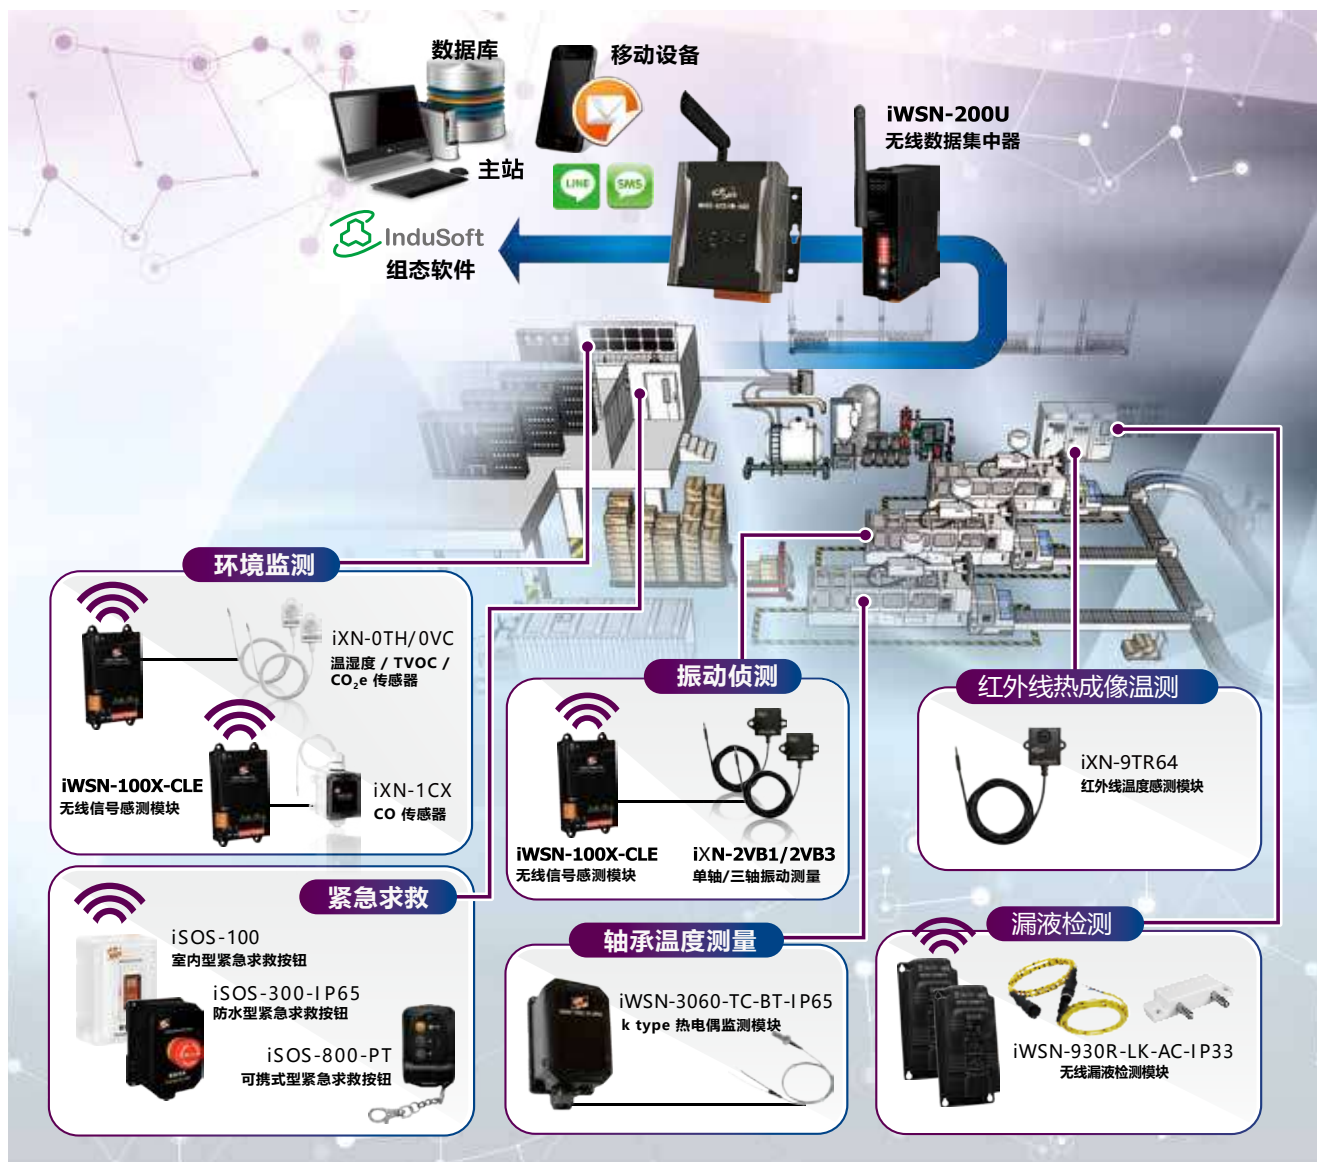 数据库
移动设备
iWSN-200U
无线数据集中器
主站
LINE
SMS
InduSoft
组态软件
环境监测
iXN-0TH/0VC
温湿度 / TVOC /
CO₂e 传感器
iWSN-100X-CLE
无线信号感测模块
iXN-1CX
CO 传感器
振动侦测
iWSN-100X-CLE
无线信号感测模块
iXN-2VB1/2VB3
单轴/三轴振动测量
红外线热成像温测
iXN-9TR64
红外线温度感测模块
紧急求救
iSOS-100
室内型紧急求救按钮
iSOS-300-IP65
防水型紧急求救按钮
iSOS-800-PT
可携式型紧急求救按钮
轴承温度测量
iWSN-3060-TC-BT-IP65
k type 热电偶监测模块
漏液检测
iWSN-930R-LK-AC-IP33
无线漏液检测模块